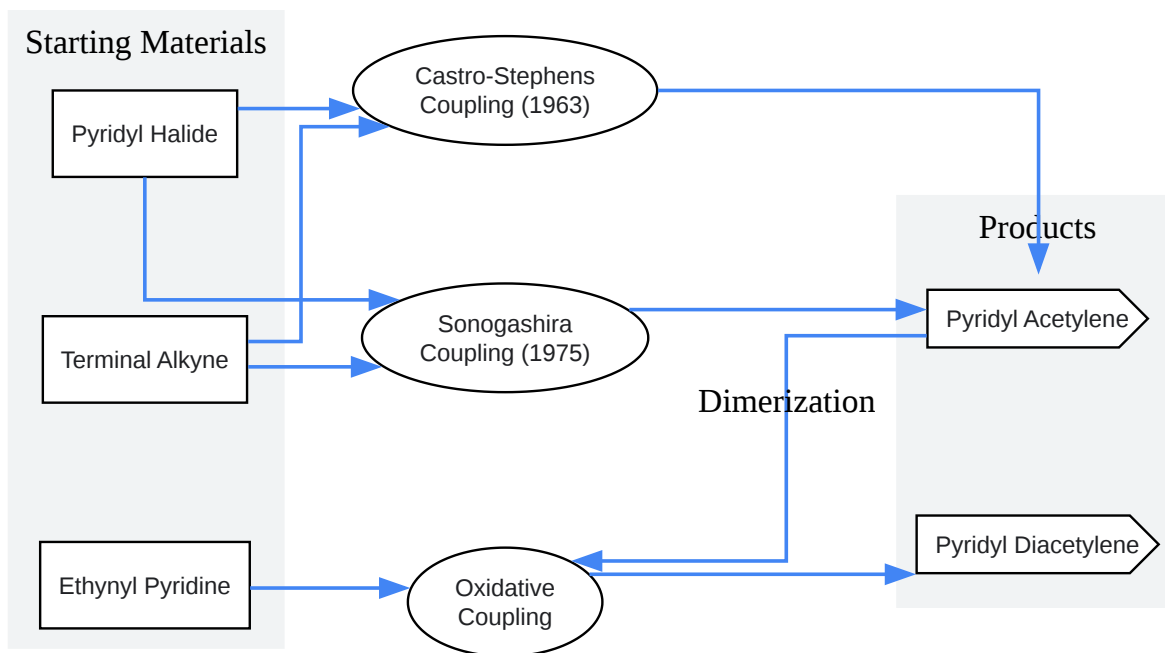 Starting Materials
Castro-Stephens
Coupling (1963)
Pyridyl Halide
Products
Sonogashira
Coupling (1975)
Pyridyl Acetylene
Terminal Alkyne
Dimerization
Pyridyl Diacetylene
Ethynyl Pyridine
Oxidative
Coupling